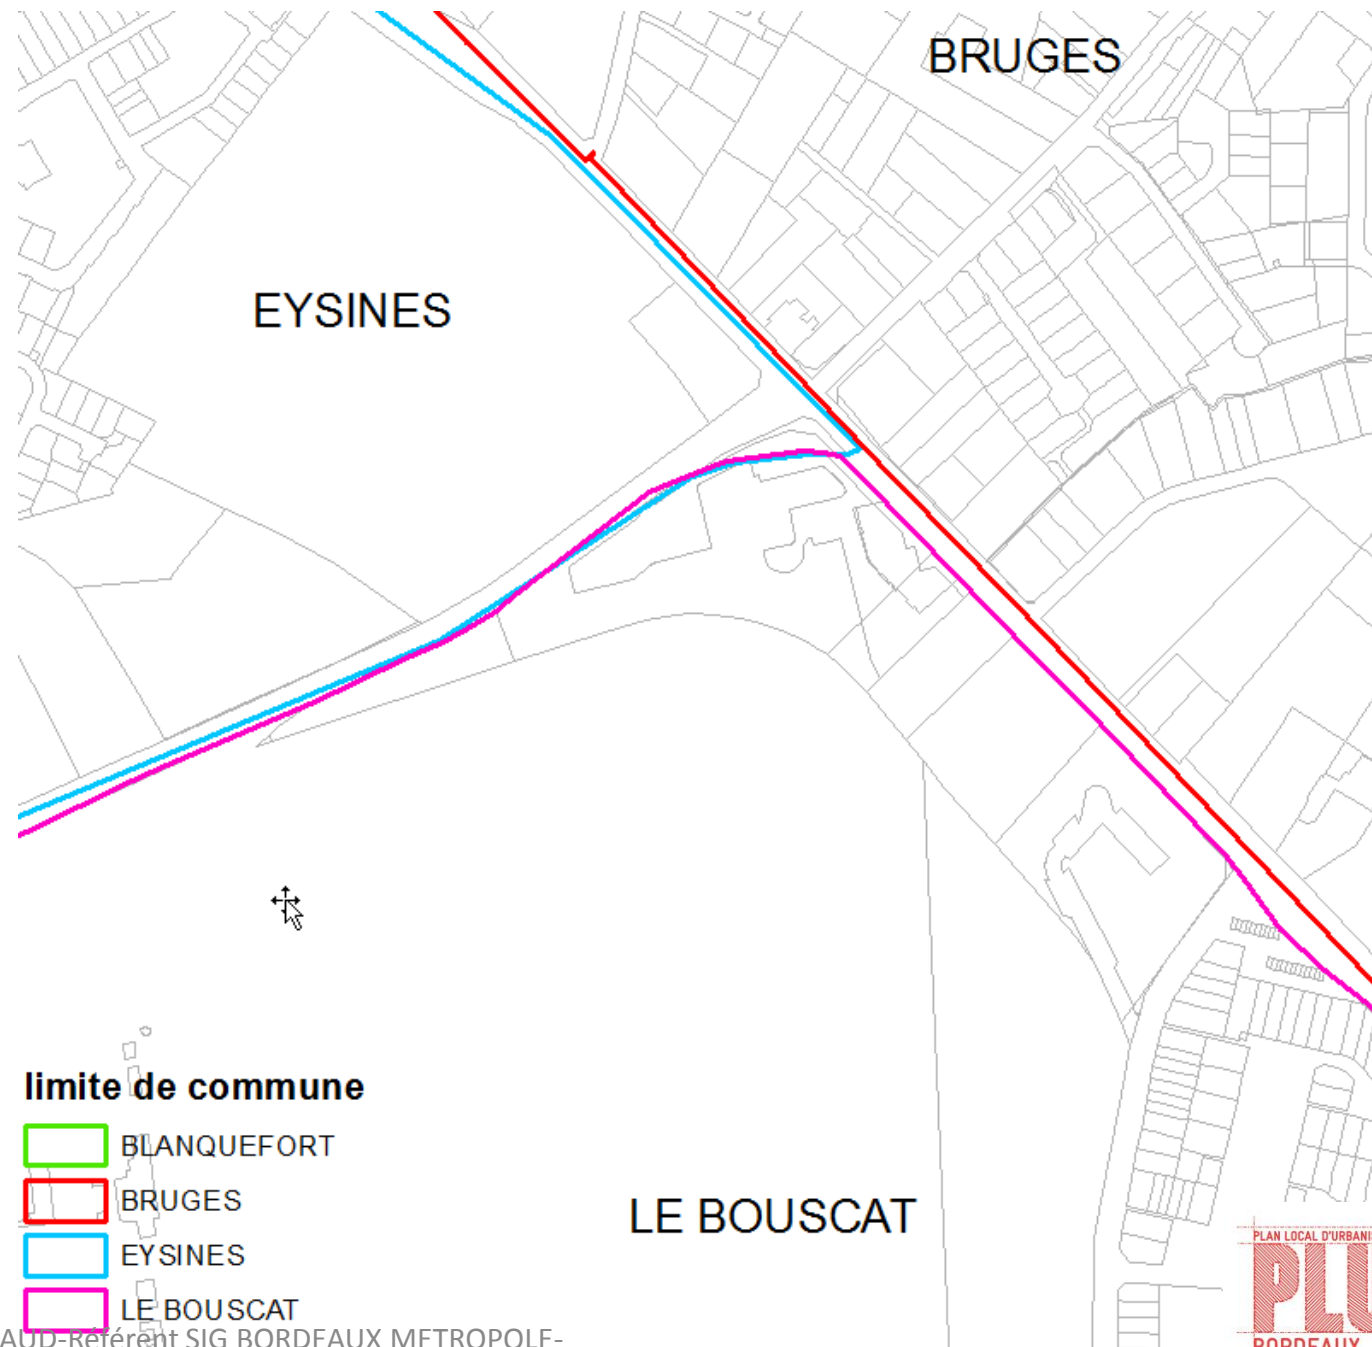 BRUGES
EYSINES
limite de commune
BLANQUEFORT
BRUGES
EYSINES
LE BOUSCAT
LE BOUSCAT
PLAN LOCAL D'URBANI
PLU
BORDEAUX
AUD-Référent SIG BORDEAUX METROPOLE-